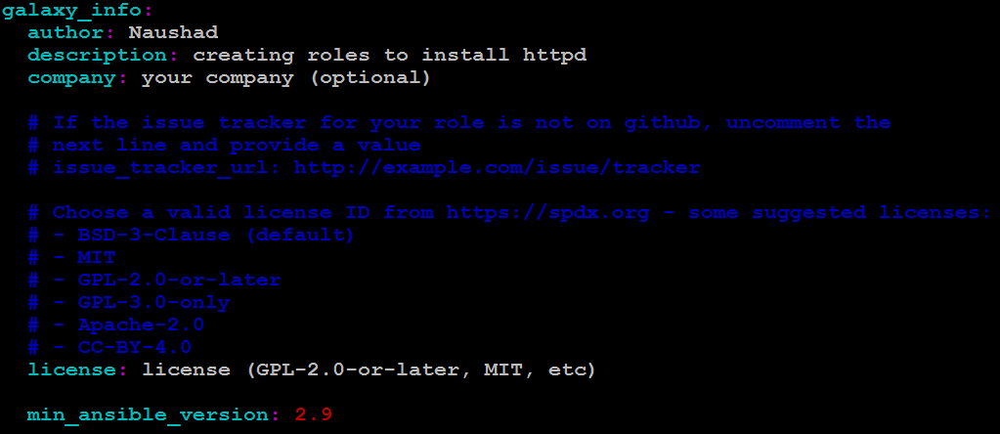 galaxy_info:
  author: Naushad
  description: creating roles to install httpd
  company: your company (optional)

  # If the issue tracker for your role is not on github, uncomment the
  # next line and provide a value
  # issue_tracker_url: http://example.com/issue/tracker

  # Choose a valid license ID from https://spdx.org - some suggested licenses:
  # - BSD-3-Clause (default)
  # - MIT
  # - GPL-2.0-or-later
  # - GPL-3.0-only
  # - Apache-2.0
  # - CC-BY-4.0
  license: license (GPL-2.0-or-later, MIT, etc)

  min_ansible_version: 2.9